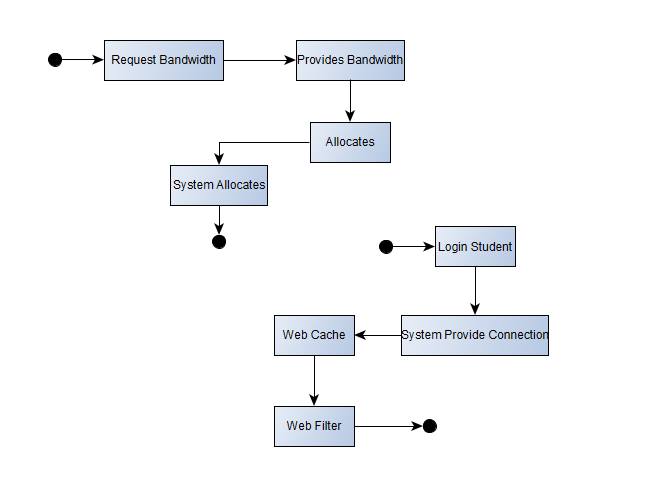 Request Bandwidth
Provides Bandwidth
Allocates
System Allocates
Login Student
System Provide Connection
Web Cache
Web Filter